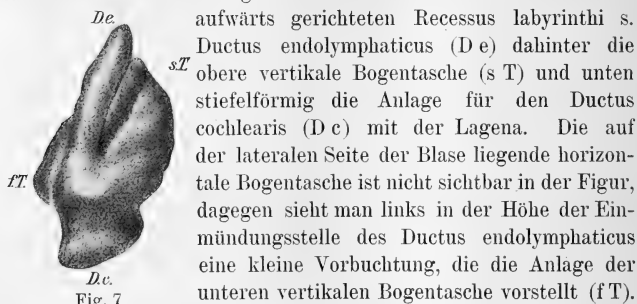 aufwärts gerichteten Recessus labyrinthi s.
Ductus endolymphaticus (D e) dahinter die
obere vertikale Bogentasche (s T) und unten
stiefelförmig die Anlage für den Ductus
cochlearis (D c) mit der Lagena. Die auf
der lateralen Seite der Blase liegende horizon-
tale Bogentasche ist nicht sichtbar in der Figur,
dagegen sieht man links in der Höhe der Ein-
mündungsstelle des Ductus endolymphaticus
eine kleine Vorbuchtung, die die Anlage der
unteren vertikalen Bogentasche vorstellt (f T).
D.e.
s.T.
f.T.
D.c.
Fig. 7